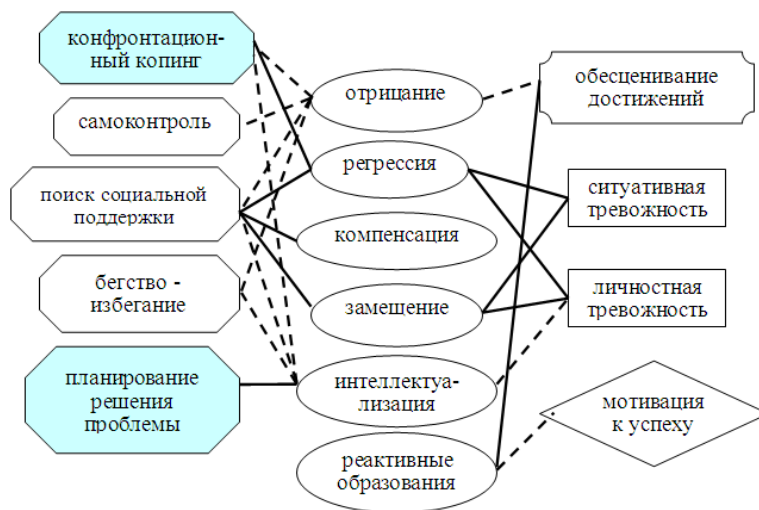 конфронтацион-
ный копинг
самоконтроль
поиск социальной
поддержки
бегство -
избегание
планирование
решения
проблемы
отрицание
регрессия
компенсация
замещение
интеллектуа-
лизация
реактивные
образования
обесценивание
достижений
ситуативная
тревожность
личностная
тревожность
мотивация
к успеху